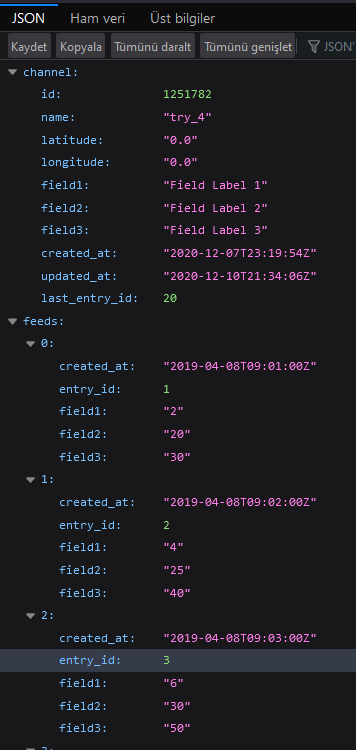 JSON Ham veri Üst bilgiler
Kaydet Kopyala Tümünü daralt Tümünü genişlet JSON'
channel:
id: 1251782
name: "try_4"
latitude: "0.0"
longitude: "0.0"
field1: "Field Label 1"
field2: "Field Label 2"
field3: "Field Label 3"
created_at: "2020-12-07T23:19:54Z"
updated_at: "2020-12-10T21:34:06Z"
last_entry_id: 20
feeds:
0:
created_at: "2019-04-08T09:01:00Z"
entry_id: 1
field1: "2"
field2: "20"
field3: "30"
1:
created_at: "2019-04-08T09:02:00Z"
entry_id: 2
field1: "4"
field2: "25"
field3: "40"
2:
created_at: "2019-04-08T09:03:00Z"
entry_id: 3
field1: "6"
field2: "30"
field3: "50"